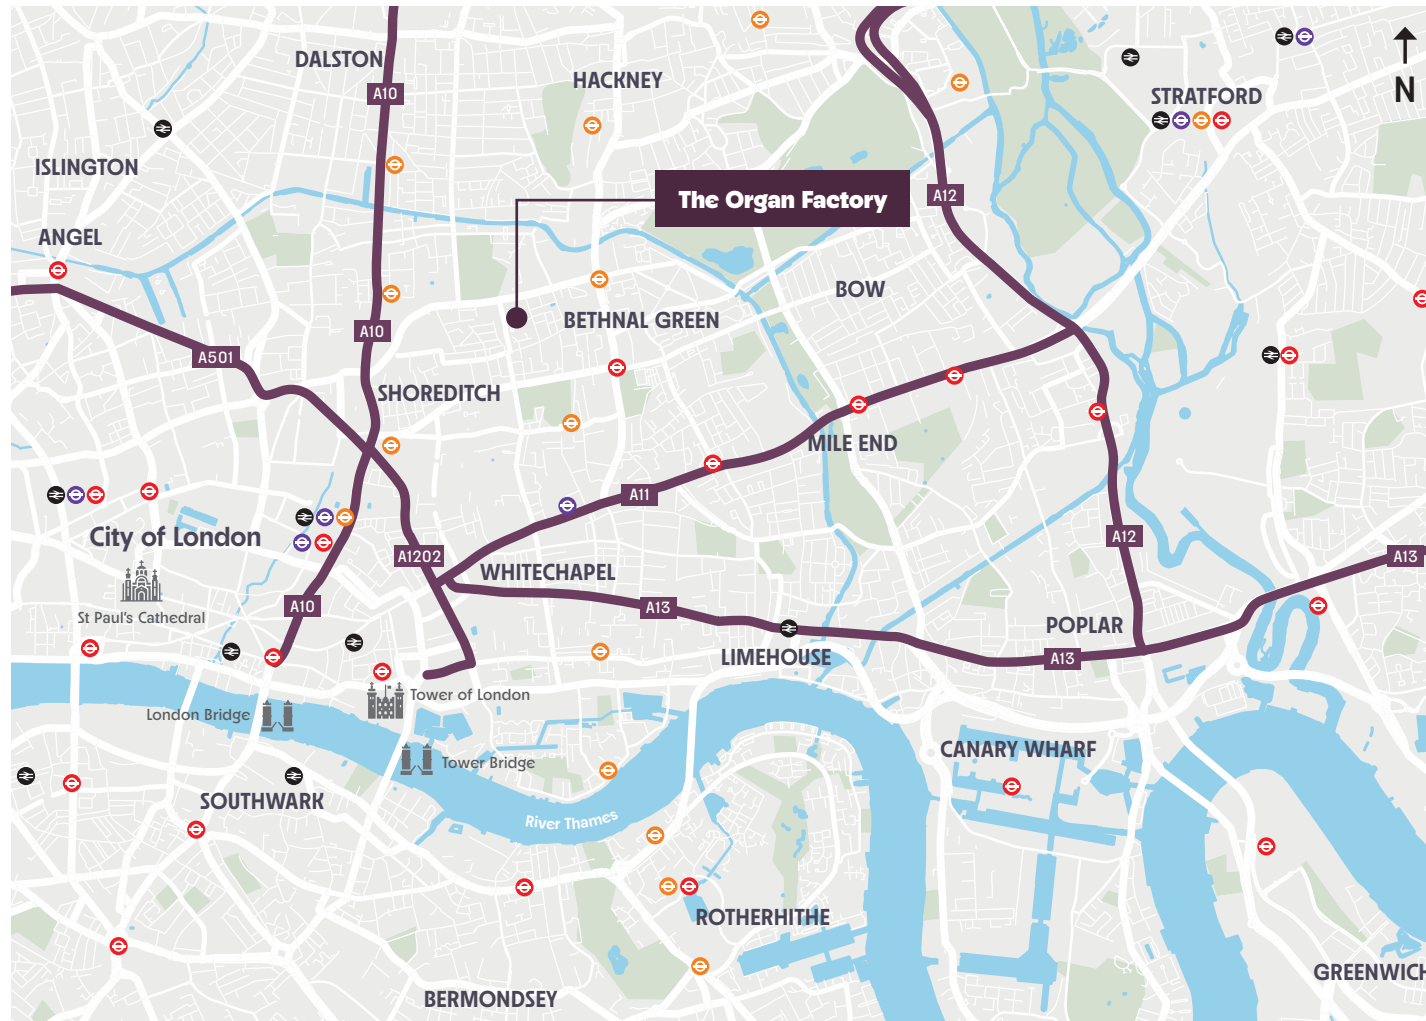 DALSTON
HACKNEY
A10
STRATFORD
N
ISLINGTON
The Organ Factory
A12
ANGEL
BOW
BETHNAL GREEN
A10
A501
SHOREDITCH
MILE END
A11
City of London
A12
A1202
A13
WHITECHAPEL
A10
A13
St Paul's Cathedral
POPLAR
LIMEHOUSE
A13
Tower of London
London Bridge
CANARY WHARF
Tower Bridge
SOUTHWARK
River Thames
ROTHERHITHE
GREENWICH
BERMONDSEY